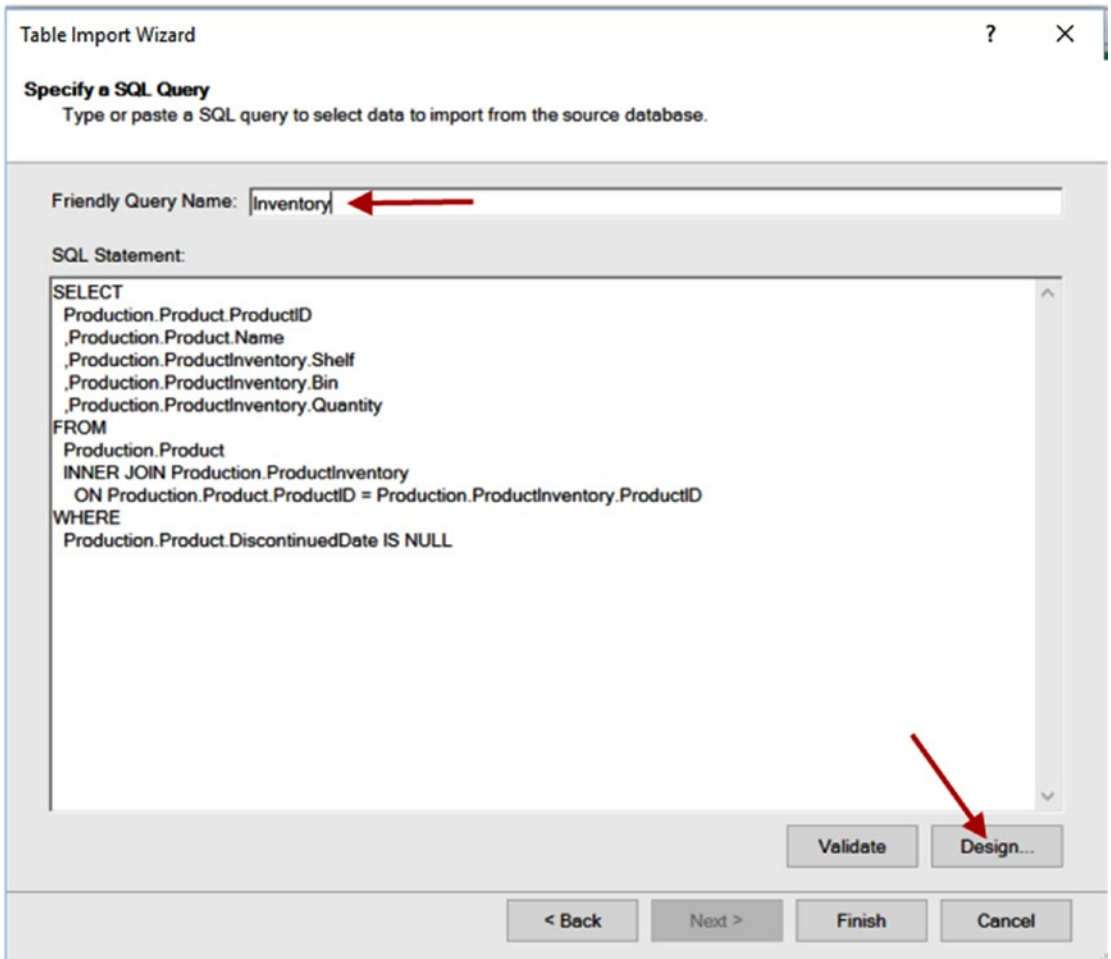 Table Import Wizard ? X
Specify a SQL Query
Type or paste a SQL query to select data to import from the source database.
Friendly Query Name: Inventory
SQL Statement:
SELECT
Production.Product.ProductID
,Production.Product.Name
,Production.ProductInventory.Shelf
,Production.ProductInventory.Bin
,Production.ProductInventory.Quantity
FROM
Production.Product
INNER JOIN Production.ProductInventory
ON Production.Product.ProductID = Production.ProductInventory.ProductID
WHERE
Production.Product.DiscontinuedDate IS NULL
Validate Design...
< Back Next > Finish Cancel